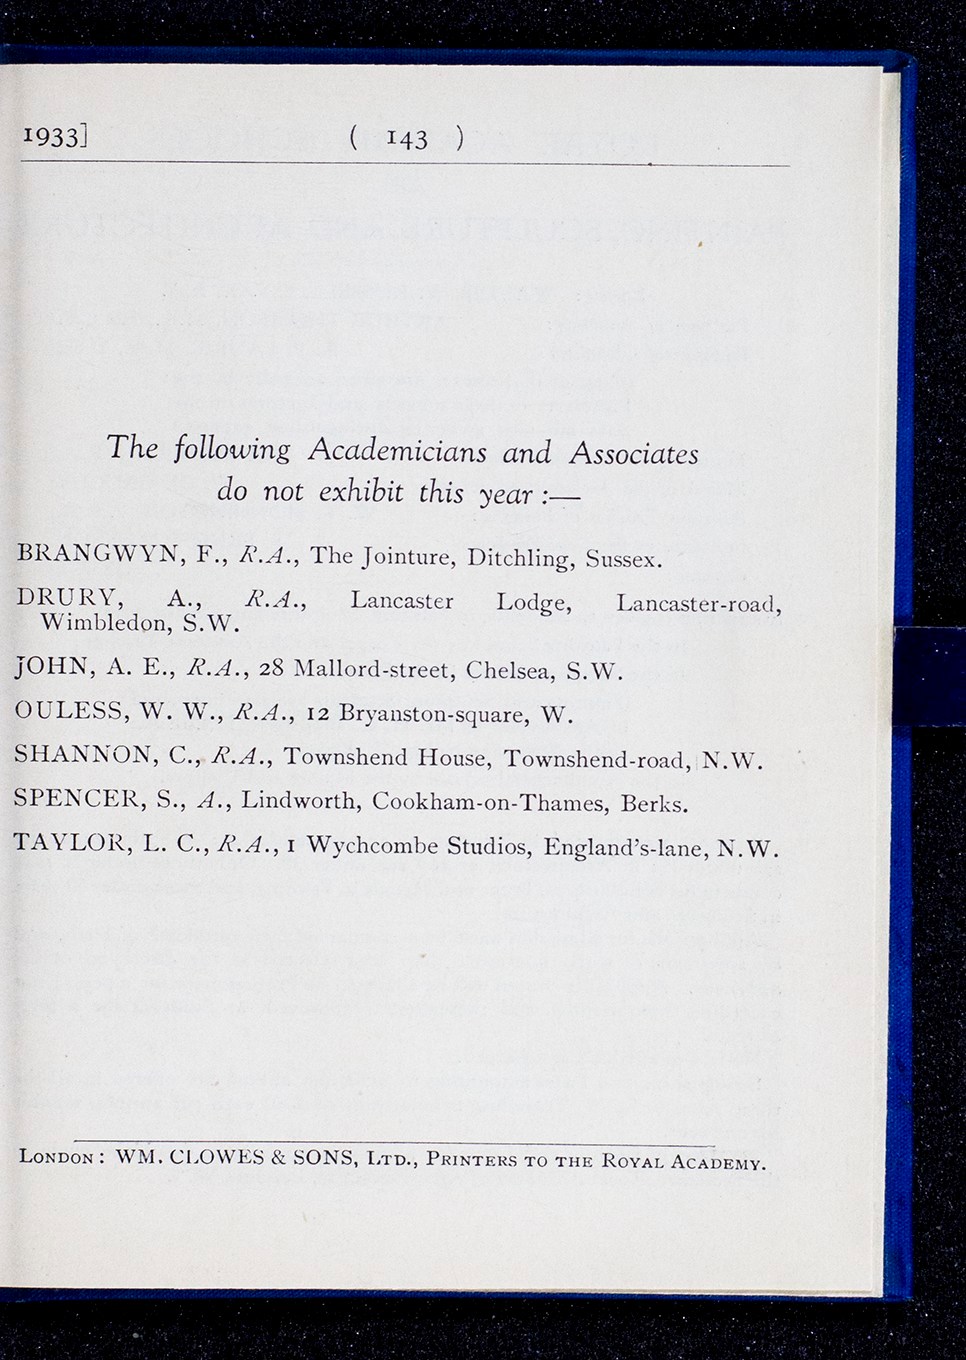 1933] ( 143 )
The following Academicians and Associates
do not exhibit this year :—
BRANGWYN, F., R.A., The Jointure, Ditchling, Sussex.
DRURY, A., R.A., Lancaster Lodge, Lancaster-road,
Wimbledon, S.W.
JOHN, A. E., R.A., 28 Mallord-street, Chelsea, S.W.
OULESS, W. W., R.A., 12 Bryanston-square, W.
SHANNON, C., R.A., Townshend House, Townshend-road, N.W.
SPENCER, S., A., Lindworth, Cookham-on-Thames, Berks.
TAYLOR, L. C., R.A., 1 Wychcombe Studios, England's-lane, N.W.
LONDON: WM. CLOWES & SONS, LTD., PRINTERS TO THE ROYAL ACADEMY.